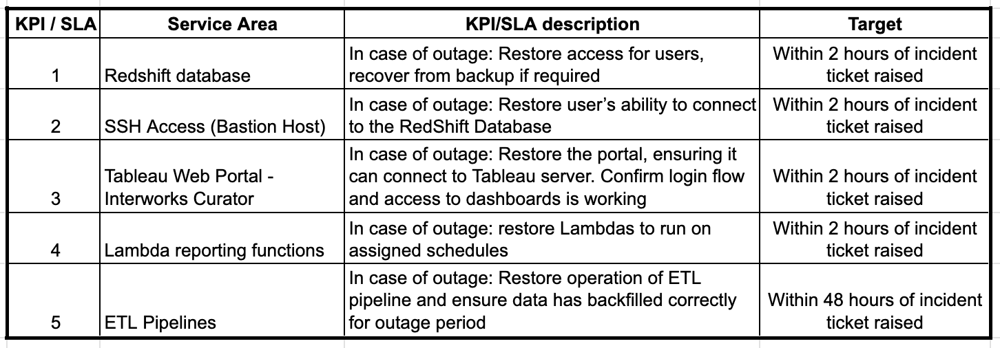 KPI / SLA Service Area KPI/SLA description Target
1 Redshift database In case of outage: Restore access for users, recover from backup if required Within 2 hours of incident ticket raised
2 SSH Access (Bastion Host) In case of outage: Restore user’s ability to connect to the RedShift Database Within 2 hours of incident ticket raised
3 Tableau Web Portal - Interworks Curator In case of outage: Restore the portal, ensuring it can connect to Tableau server. Confirm login flow and access to dashboards is working Within 2 hours of incident ticket raised
4 Lambda reporting functions In case of outage: restore Lambdas to run on assigned schedules Within 2 hours of incident ticket raised
5 ETL Pipelines In case of outage: Restore operation of ETL pipeline and ensure data has backfilled correctly for outage period Within 48 hours of incident ticket raised